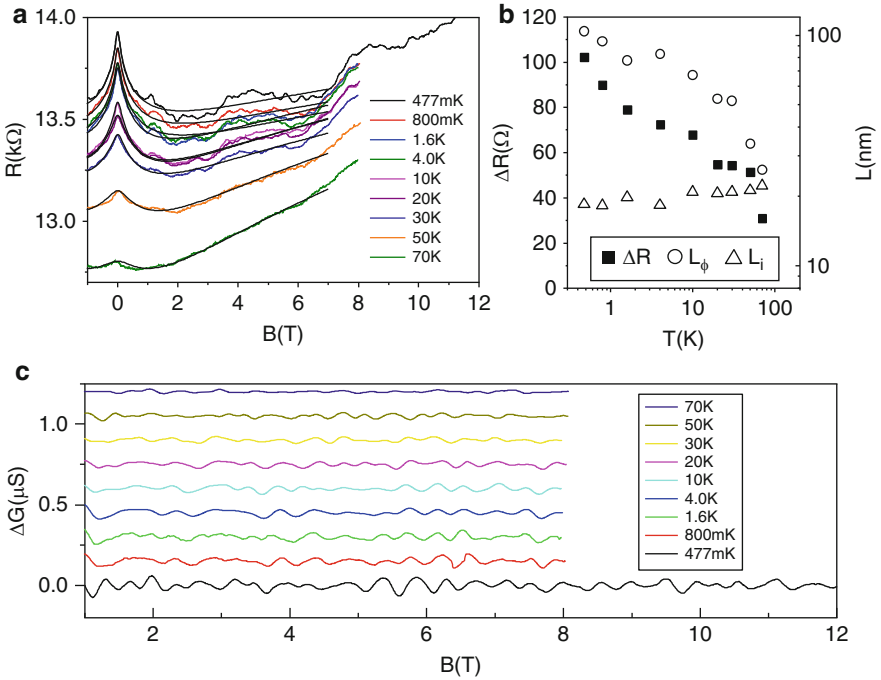 a
14.0
13.5
13.0
R(kΩ)
0 2 4 6 8 10 12
B(T)
477mK
800mK
1.6K
4.0K
10K
20K
30K
50K
70K
b
120
100
80
60
40
20
0
ΔR(Ω)
100
10
L(nm)
ΔR Lϕ Li
1 10 100
T(K)
c
1.0
0.5
0.0
ΔG(μS)
70K
50K
30K
20K
10K
4.0K
1.6K
800mK
477mK
2 4 6 8 10 12
B(T)